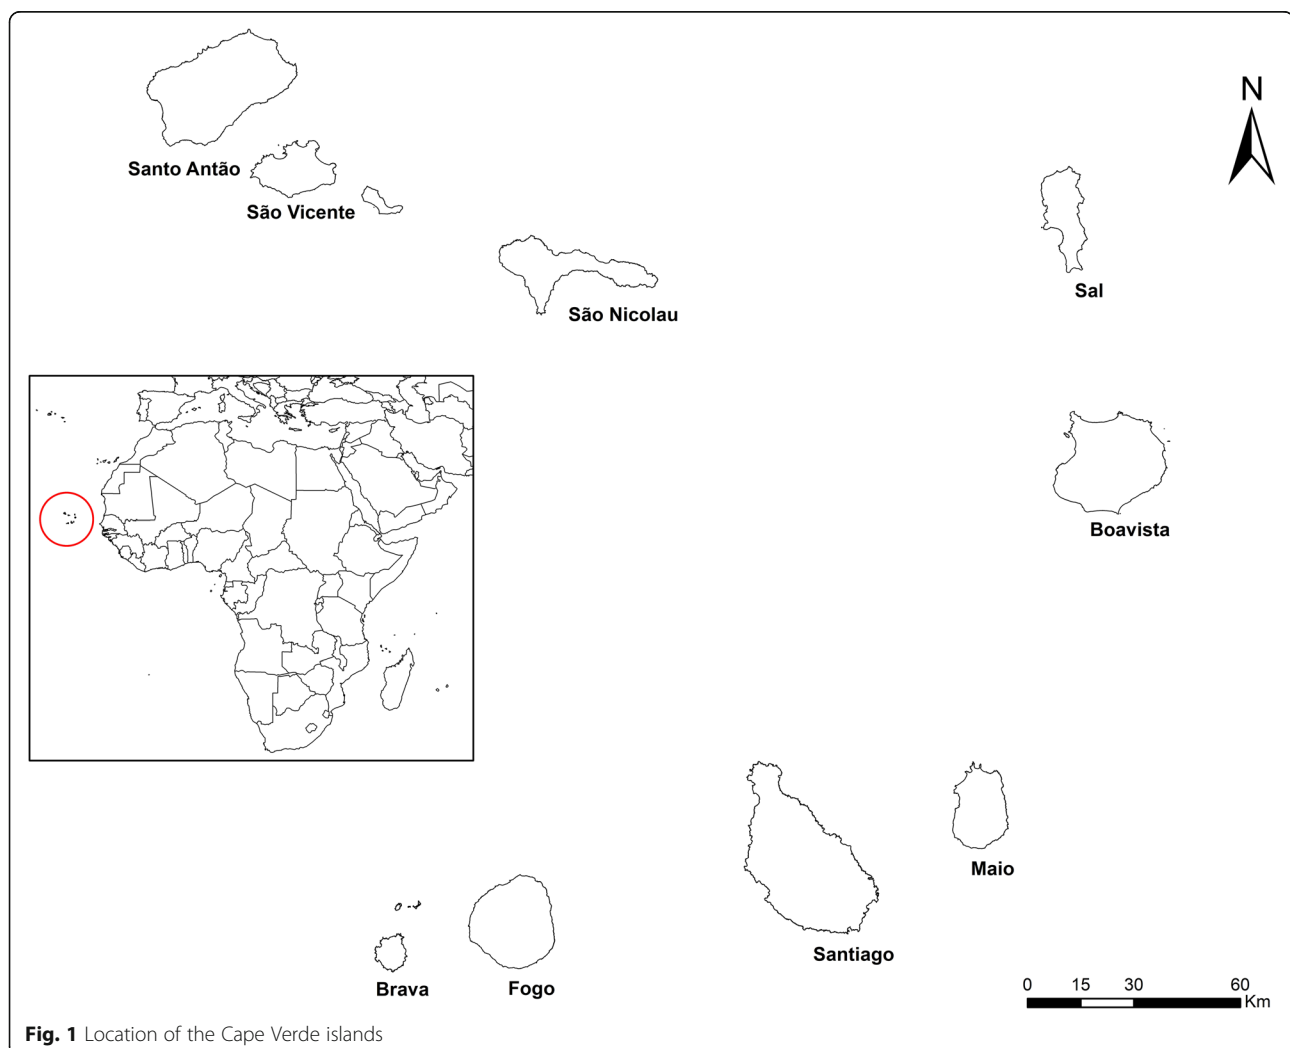 N
Santo Antão
São Vicente
São Nicolau
Sal
Boavista
Maio
Santiago
Brava
Fogo
0 15 30 60
Km
Fig. 1 Location of the Cape Verde islands